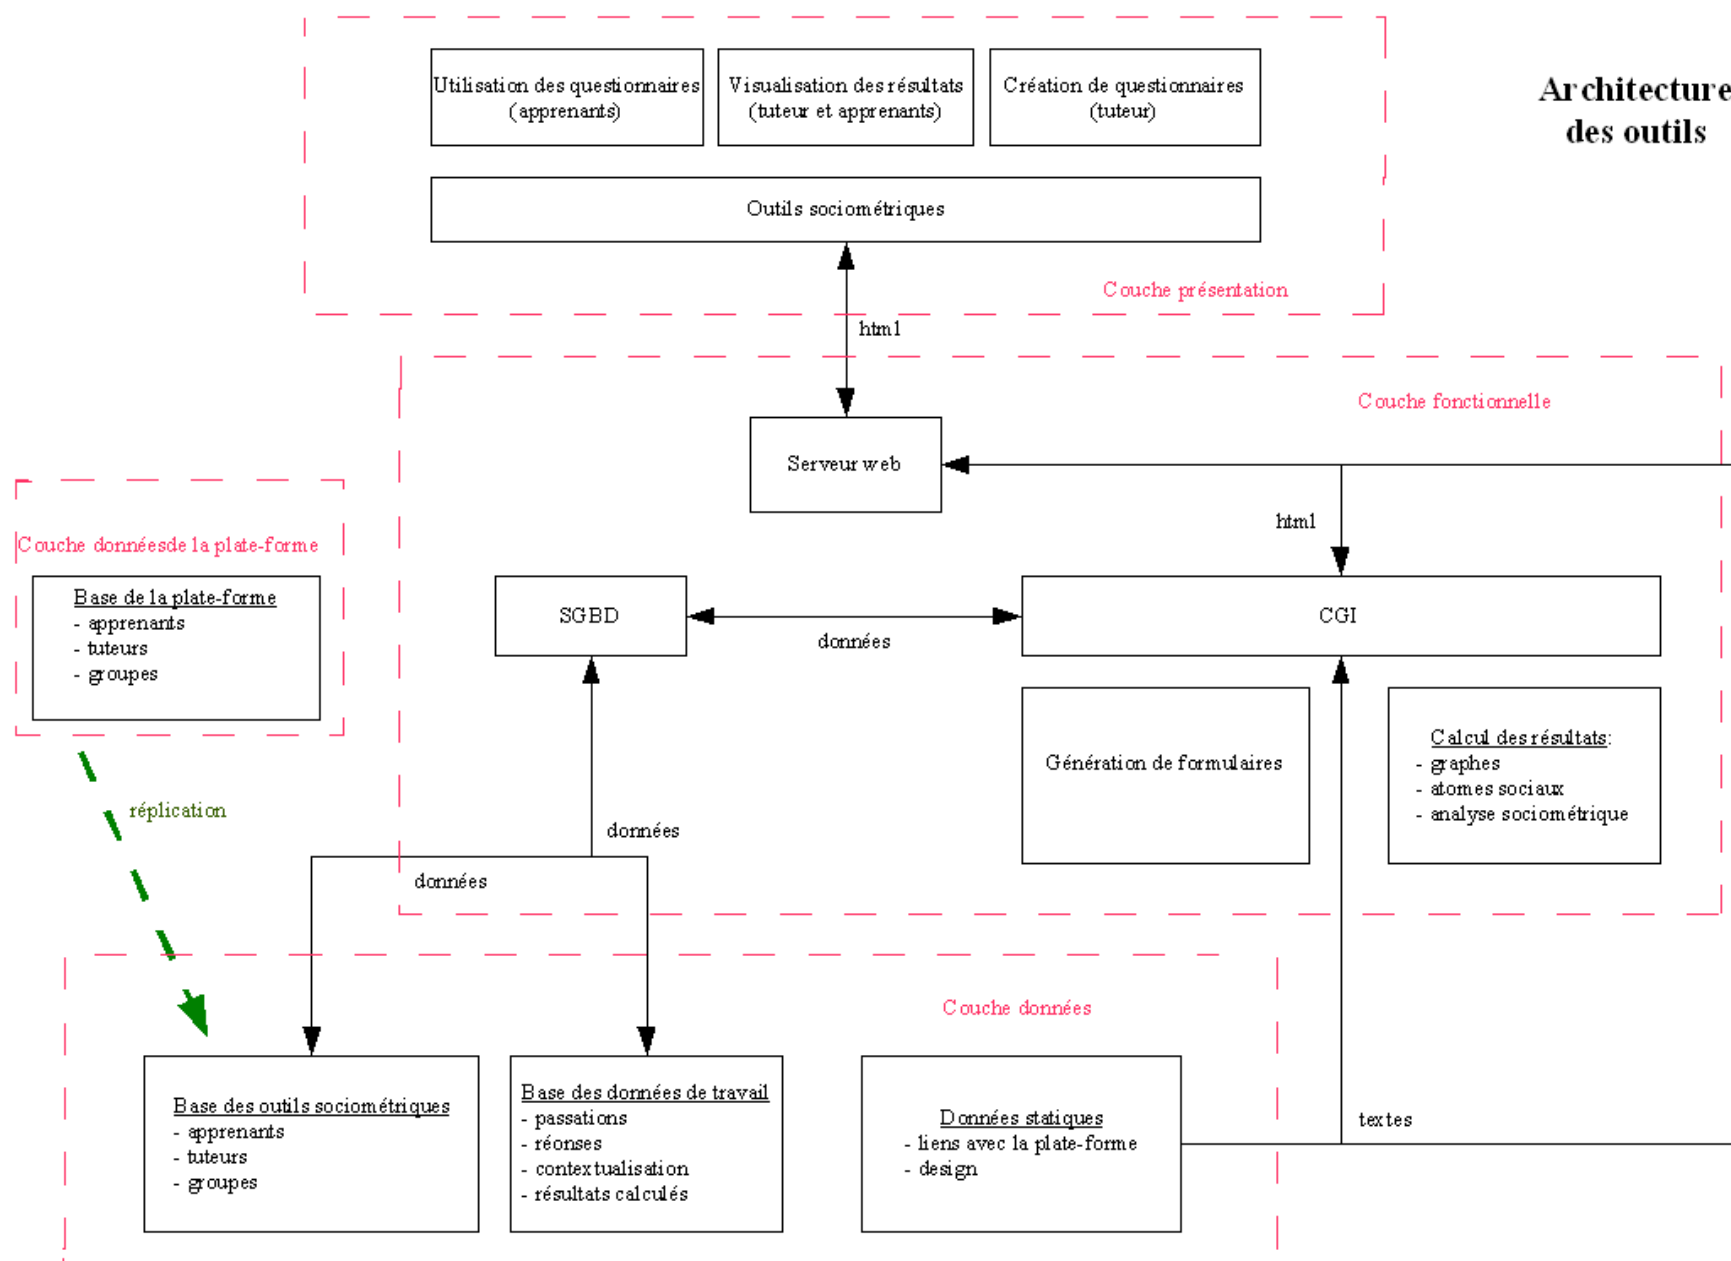 Utilisation des questionnaires
(apprenants)
Visualisation des résultats
(tuteur et apprenants)
Création de questionnaires
(tuteur)
Architecture
des outils
Outils sociométriques
Couche présentation
html
Couche fonctionnelle
Serveur web
html
Couche donnéesde la plate-forme
Base de la plate-forme
- apprenants
- tuteurs
- groupes
SGBD
données
CGI
Génération de formulaires
Calcul des résultats:
- graphes
- atomes sociaux
- analyse sociométrique
réplication
données
données
Couche données
Base des outils sociométriques
- apprenants
- tuteurs
- groupes
Base des données de travail
- passations
- réonses
- contextualisation
- résultats calculés
Données statiques
- liens avec la plate-forme
- design
textes